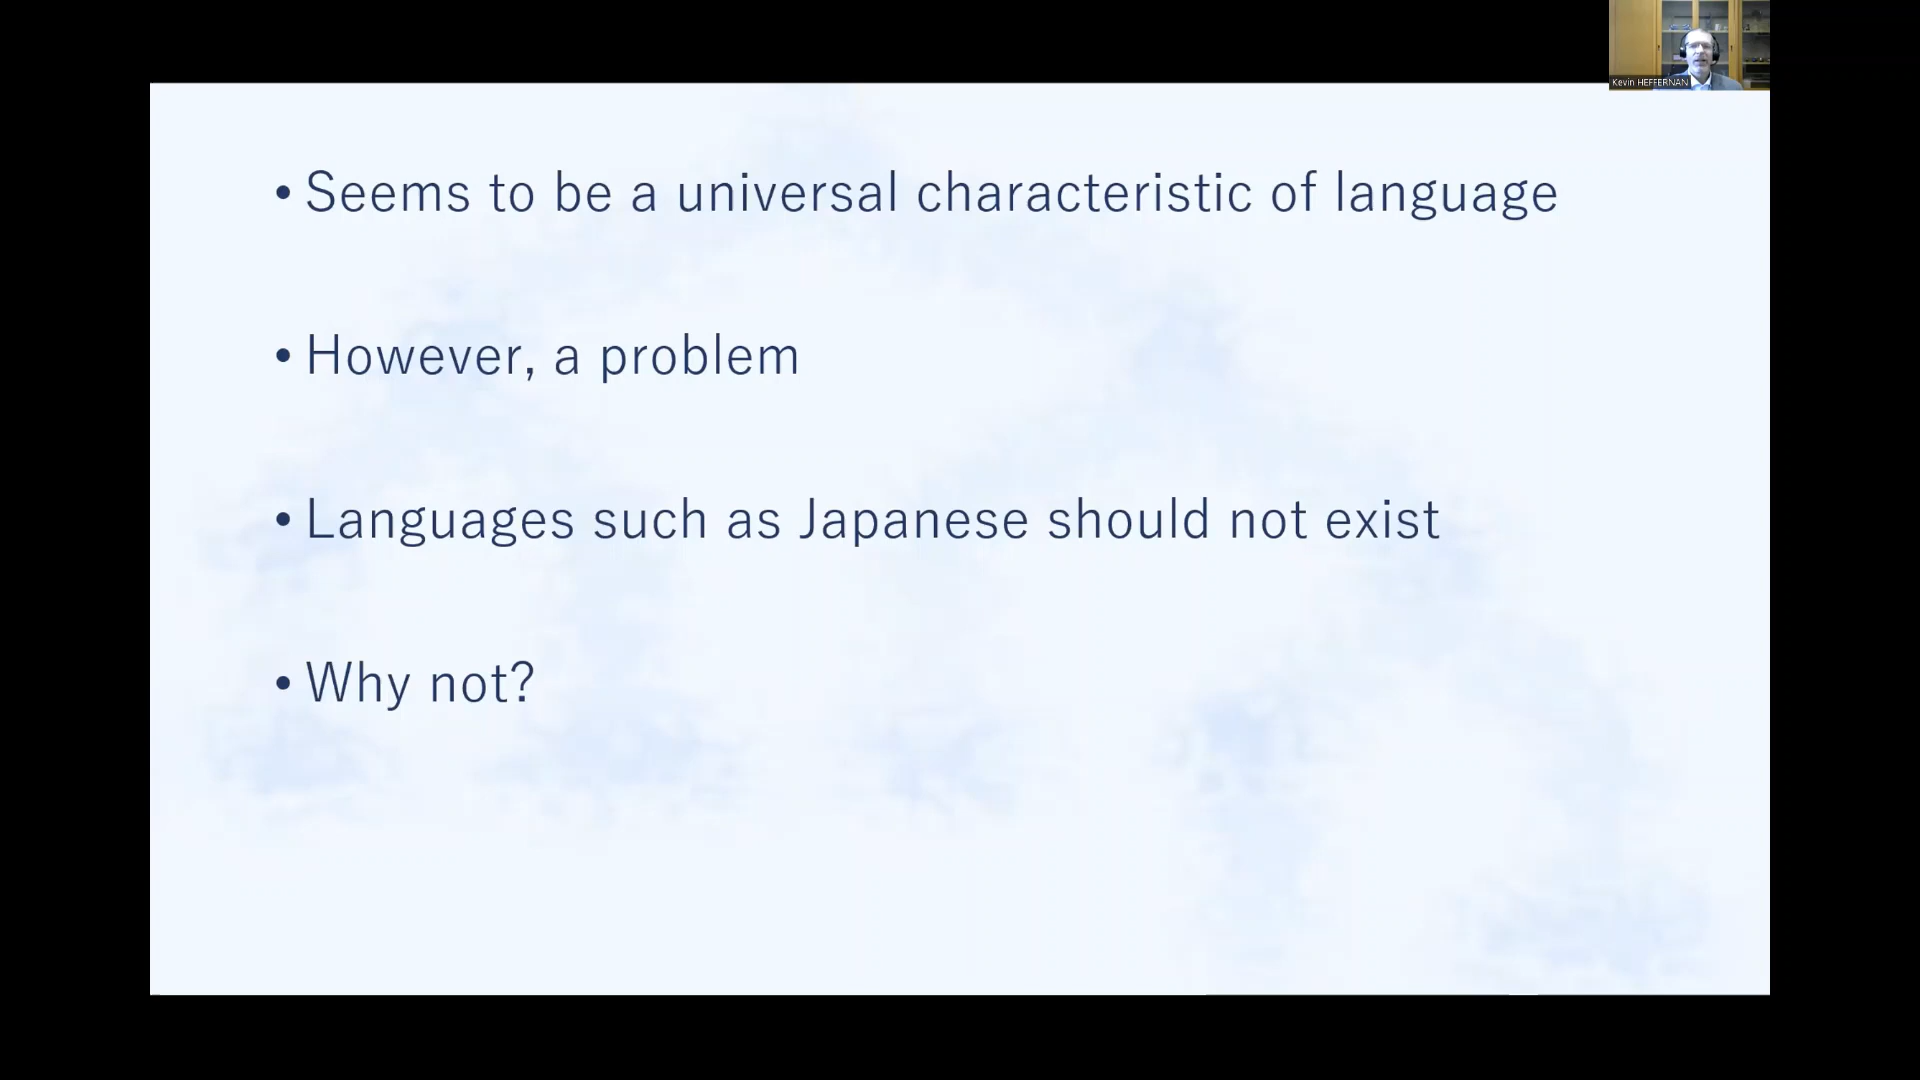 Kevin HEFFERNAN
• Seems to be a universal characteristic of language
• However, a problem
• Languages such as Japanese should not exist
• Why not?